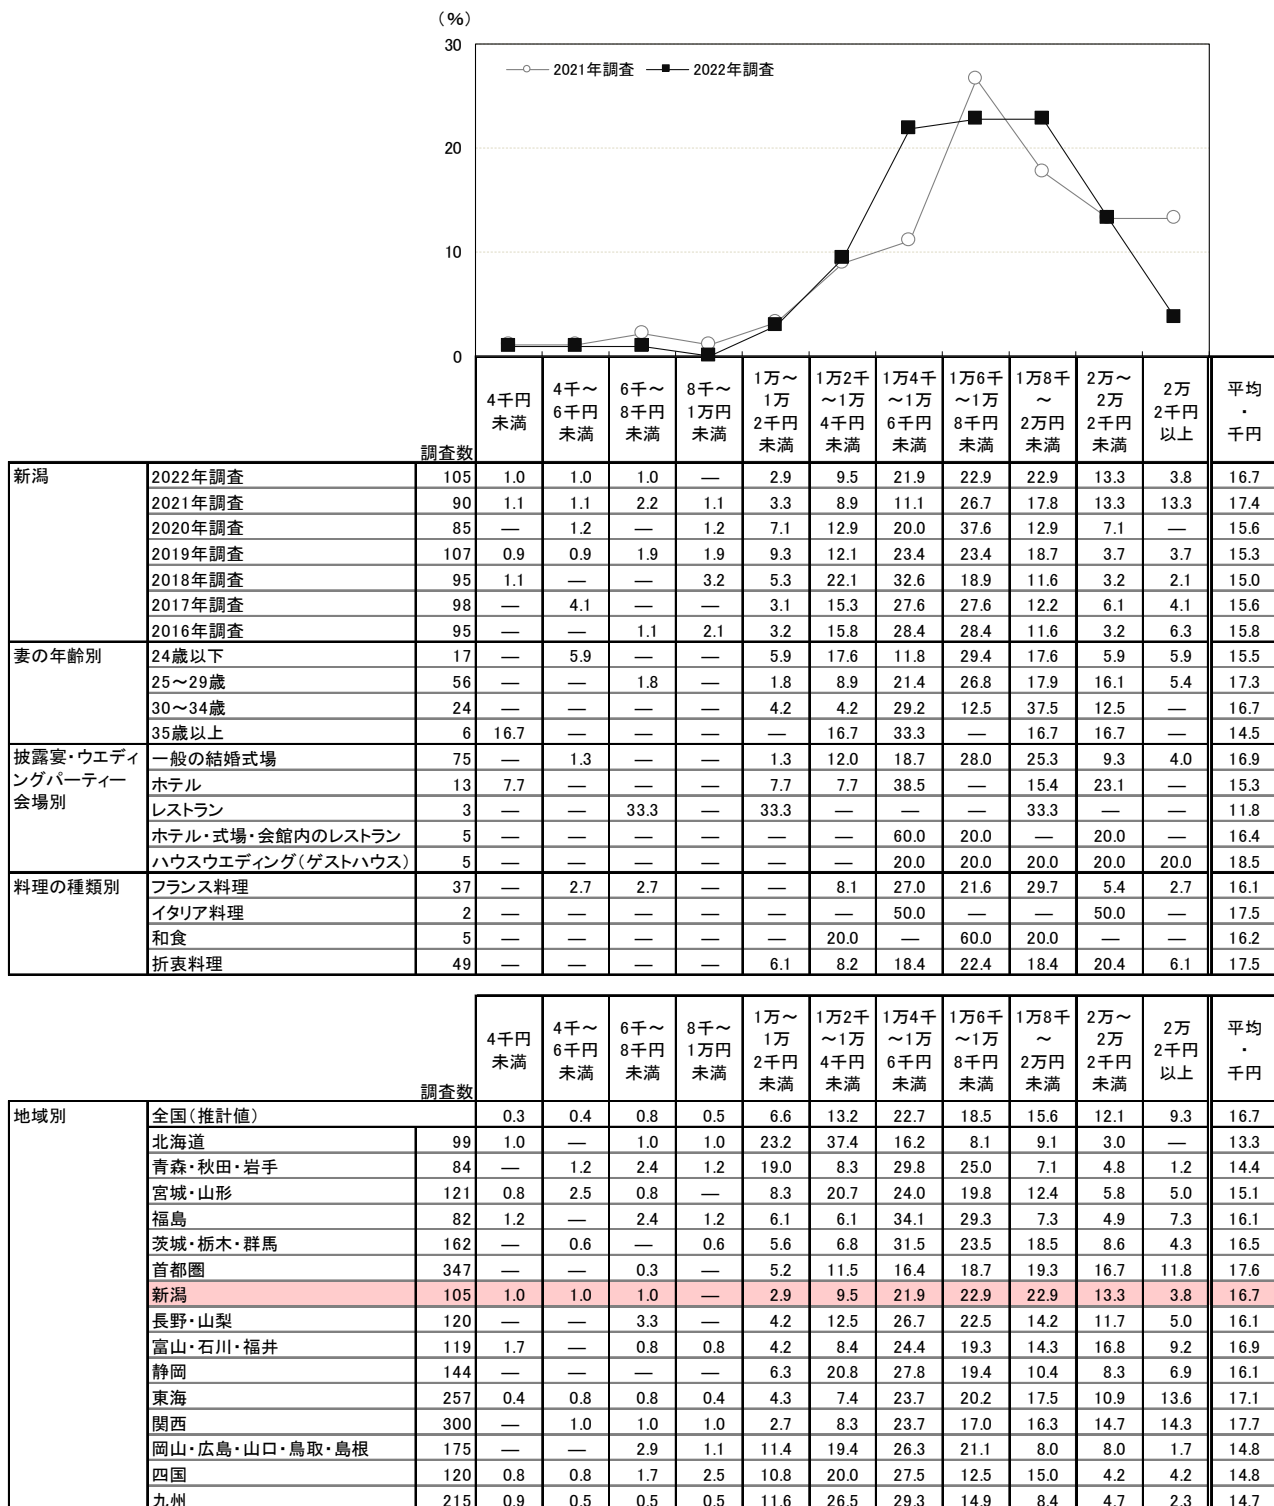 （%）
30
20
10
0
2021年調査 2022年調査
調査数 4千円未満 4千～6千円未満 6千～8千円未満 8千～1万円未満 1万～1万2千円未満 1万2千～1万4千円未満 1万4千～1万6千円未満 1万6千～1万8千円未満 1万8千～2万円未満 2万～2万2千円未満 2万2千円以上 平均・千円
新潟 2022年調査 105 1.0 1.0 1.0 — 2.9 9.5 21.9 22.9 22.9 13.3 3.8 16.7
2021年調査 90 1.1 1.1 2.2 1.1 3.3 8.9 11.1 26.7 17.8 13.3 13.3 17.4
2020年調査 85 — 1.2 — 1.2 7.1 12.9 20.0 37.6 12.9 7.1 — 15.6
2019年調査 107 0.9 0.9 1.9 1.9 9.3 12.1 23.4 23.4 18.7 3.7 3.7 15.3
2018年調査 95 1.1 — — 3.2 5.3 22.1 32.6 18.9 11.6 3.2 2.1 15.0
2017年調査 98 — 4.1 — — 3.1 15.3 27.6 27.6 12.2 6.1 4.1 15.6
2016年調査 95 — — 1.1 2.1 3.2 15.8 28.4 28.4 11.6 3.2 6.3 15.8
妻の年齢別 24歳以下 17 — 5.9 — — 5.9 17.6 11.8 29.4 17.6 5.9 5.9 15.5
25～29歳 56 — — 1.8 — 1.8 8.9 21.4 26.8 17.9 16.1 5.4 17.3
30～34歳 24 — — — — 4.2 4.2 29.2 12.5 37.5 12.5 — 16.7
35歳以上 6 16.7 — — — — 16.7 33.3 — 16.7 16.7 — 14.5
披露宴・ウエディングパーティー会場別 一般の結婚式場 75 — 1.3 — — 1.3 12.0 18.7 28.0 25.3 9.3 4.0 16.9
ホテル 13 7.7 — — — 7.7 7.7 38.5 — 15.4 23.1 — 15.3
レストラン 3 — — 33.3 — 33.3 — — — 33.3 — — 11.8
ホテル・式場・会館内のレストラン 5 — — — — — — 60.0 20.0 — 20.0 — 16.4
ハウスウエディング（ゲストハウス） 5 — — — — — — 20.0 20.0 20.0 20.0 20.0 18.5
料理の種類別 フランス料理 37 — 2.7 2.7 — — 8.1 27.0 21.6 29.7 5.4 2.7 16.1
イタリア料理 2 — — — — — — 50.0 — — 50.0 — 17.5
和食 5 — — — — — 20.0 — 60.0 20.0 — — 16.2
折衷料理 49 — — — — 6.1 8.2 18.4 22.4 18.4 20.4 6.1 17.5
調査数 4千円未満 4千～6千円未満 6千～8千円未満 8千～1万円未満 1万～1万2千円未満 1万2千～1万4千円未満 1万4千～1万6千円未満 1万6千～1万8千円未満 1万8千～2万円未満 2万～2万2千円未満 2万2千円以上 平均・千円
地域別 全国（推計値） 0.3 0.4 0.8 0.5 6.6 13.2 22.7 18.5 15.6 12.1 9.3 16.7
北海道 99 1.0 — 1.0 1.0 23.2 37.4 16.2 8.1 9.1 3.0 — 13.3
青森・秋田・岩手 84 — 1.2 2.4 1.2 19.0 8.3 29.8 25.0 7.1 4.8 1.2 14.4
宮城・山形 121 0.8 2.5 0.8 — 8.3 20.7 24.0 19.8 12.4 5.8 5.0 15.1
福島 82 1.2 — 2.4 1.2 6.1 6.1 34.1 29.3 7.3 4.9 7.3 16.1
茨城・栃木・群馬 162 — 0.6 — 0.6 5.6 6.8 31.5 23.5 18.5 8.6 4.3 16.5
首都圏 347 — — 0.3 — 5.2 11.5 16.4 18.7 19.3 16.7 11.8 17.6
新潟 105 1.0 1.0 1.0 — 2.9 9.5 21.9 22.9 22.9 13.3 3.8 16.7
長野・山梨 120 — — 3.3 — 4.2 12.5 26.7 22.5 14.2 11.7 5.0 16.1
富山・石川・福井 119 1.7 — 0.8 0.8 4.2 8.4 24.4 19.3 14.3 16.8 9.2 16.9
静岡 144 — — — — 6.3 20.8 27.8 19.4 10.4 8.3 6.9 16.1
東海 257 0.4 0.8 0.8 0.4 4.3 7.4 23.7 20.2 17.5 10.9 13.6 17.1
関西 300 — 1.0 1.0 1.0 2.7 8.3 23.7 17.0 16.3 14.7 14.3 17.7
岡山・広島・山口・鳥取・島根 175 — — 2.9 1.1 11.4 19.4 26.3 21.1 8.0 8.0 1.7 14.8
四国 120 0.8 0.8 1.7 2.5 10.8 20.0 27.5 12.5 15.0 4.2 4.2 14.8
九州 215 0.9 0.5 0.5 0.5 11.6 26.5 29.3 14.9 8.4 4.7 2.3 14.7